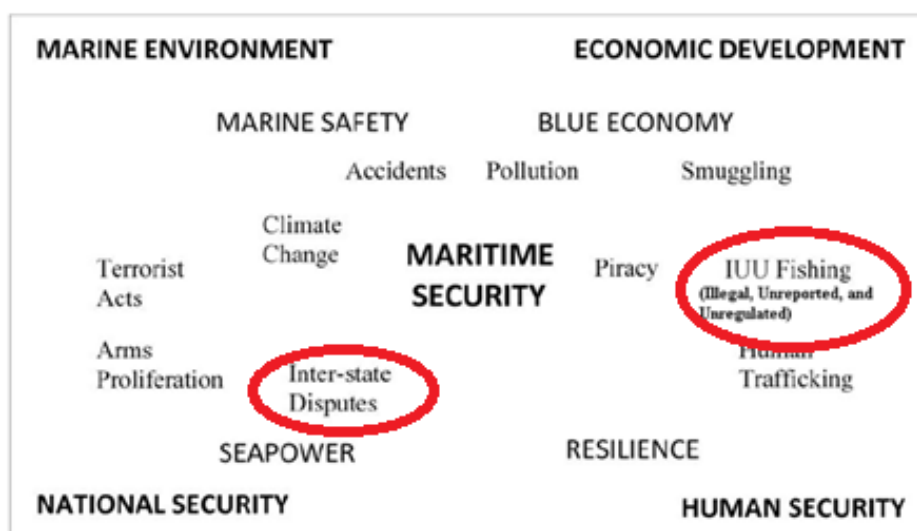 MARINE ENVIRONMENT
ECONOMIC DEVELOPMENT
MARINE SAFETY
BLUE ECONOMY
Accidents
Pollution
Smuggling
Climate
Change
MARITIME
SECURITY
Terrorist
Acts
Piracy
IUU Fishing
(Illegal, Unreported, and
Unregulated)
Arms
Proliferation
Inter-state
Disputes
Human
Trafficking
SEAPOWER
RESILIENCE
NATIONAL SECURITY
HUMAN SECURITY